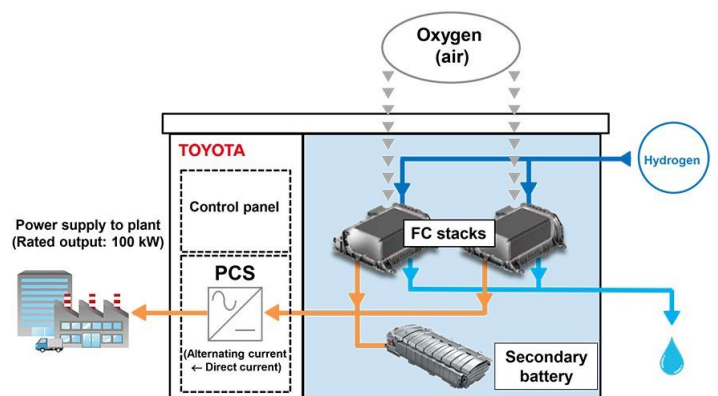 Oxygen
(air)
TOYOTA
Hydrogen
Control panel
FC stacks
Power supply to plant
(Rated output: 100 kW)
PCS
(Alternating current
← Direct current)
Secondary
battery